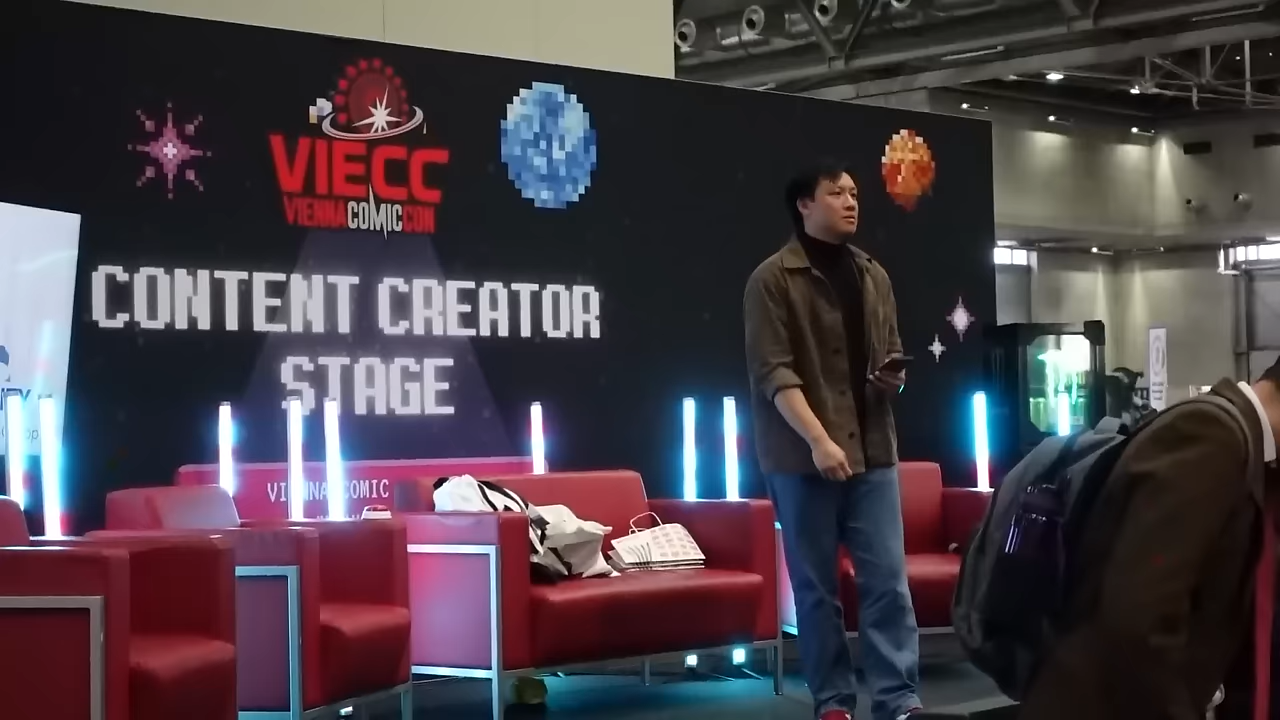 VIECC
VIENNA COMIC CON
CONTENT CREATOR
STAGE
VIENNA COMIC